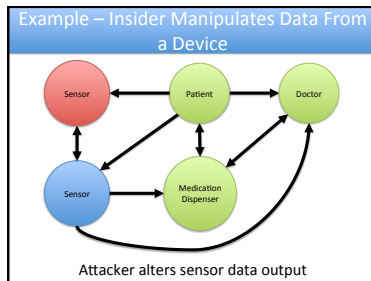 Example – Insider Manipulates Data From
a Device
Sensor
Patient
Doctor
Sensor
Medication
Dispenser
Attacker alters sensor data output